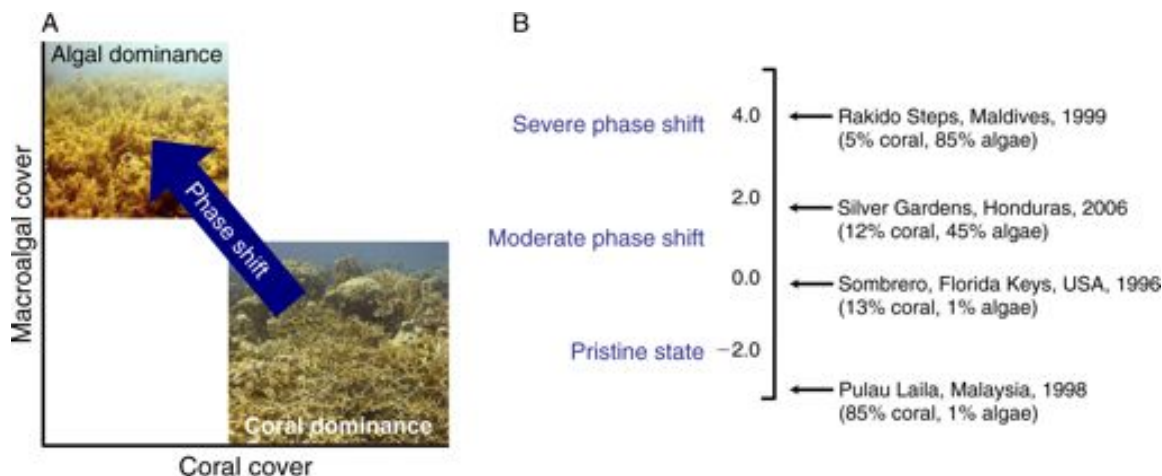 A
Algal dominance
Macroalgal cover
Phase shift
Coral dominance
Coral cover
B
Severe phase shift
Moderate phase shift
Pristine state
4.0
2.0
0.0
−2.0
Rakido Steps, Maldives, 1999
(5% coral, 85% algae)
Silver Gardens, Honduras, 2006
(12% coral, 45% algae)
Sombrero, Florida Keys, USA, 1996
(13% coral, 1% algae)
Pulau Laila, Malaysia, 1998
(85% coral, 1% algae)